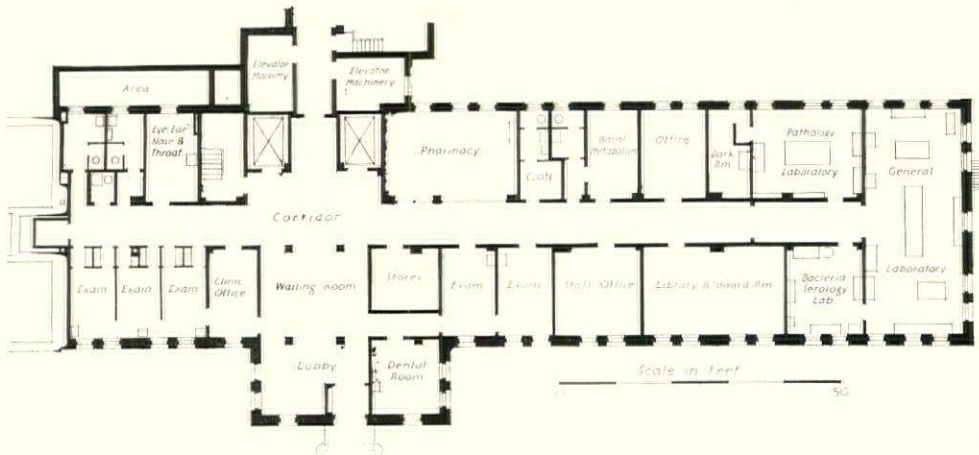 Elevator
Machiny
Elevator
Machinery
Area
Eye Ear
Nose &
Throat
Pharmacy
Coats
Basal
Metabolism
Office
Dark
Rm.
Pathology
Laboratory
General
Laboratory
Corridor
Exam
Exam
Exam
Clinic
Office
Waiting Room
Stores
Exam
Exam
Staff Office
Library & Board Rm.
Bacteria
Serology
Lab.
Lobby
Dental
Room
Scale in Feet
50